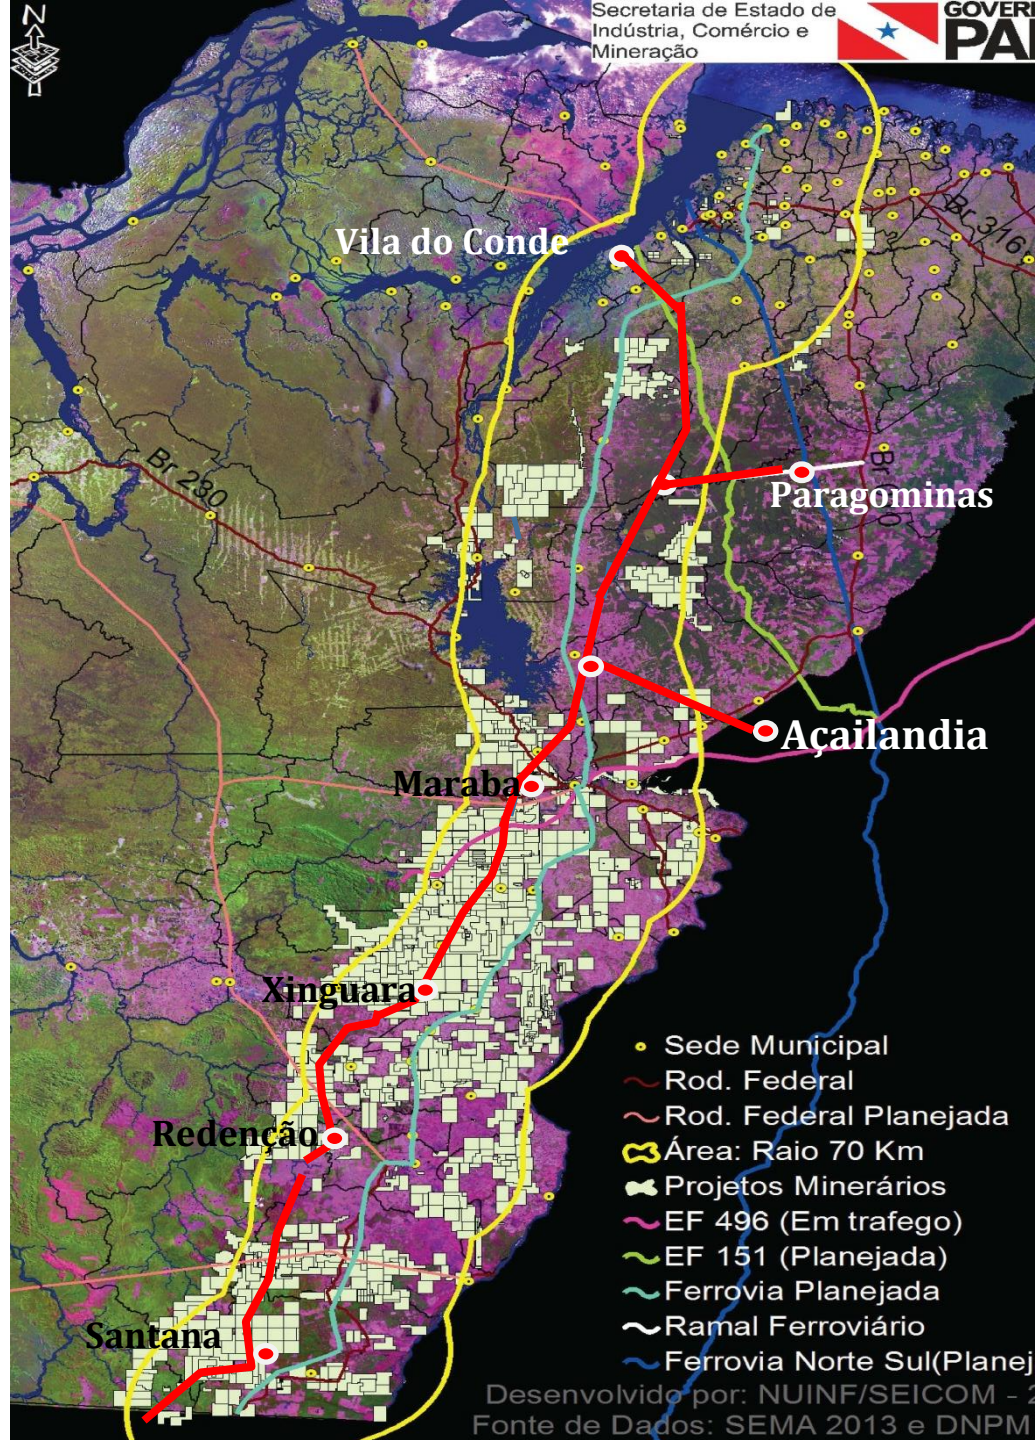 N
Secretaria de Estado de
Indústria, Comércio e
Mineração
GOVER
PA
Br 316
Vila do Conde
Br 230
Br
Paragominas
Açailandia
Maraba
Xinguara
Redenção
Santana
Sede Municipal
Rod. Federal
Rod. Federal Planejada
Área: Raio 70 Km
Projetos Minerários
EF 496 (Em trafego)
EF 151 (Planejada)
Ferrovia Planejada
Ramal Ferroviário
Ferrovia Norte Sul(Planej
Desenvolvido por: NUINF/SEICOM - 2
Fonte de Dados: SEMA 2013 e DNPM